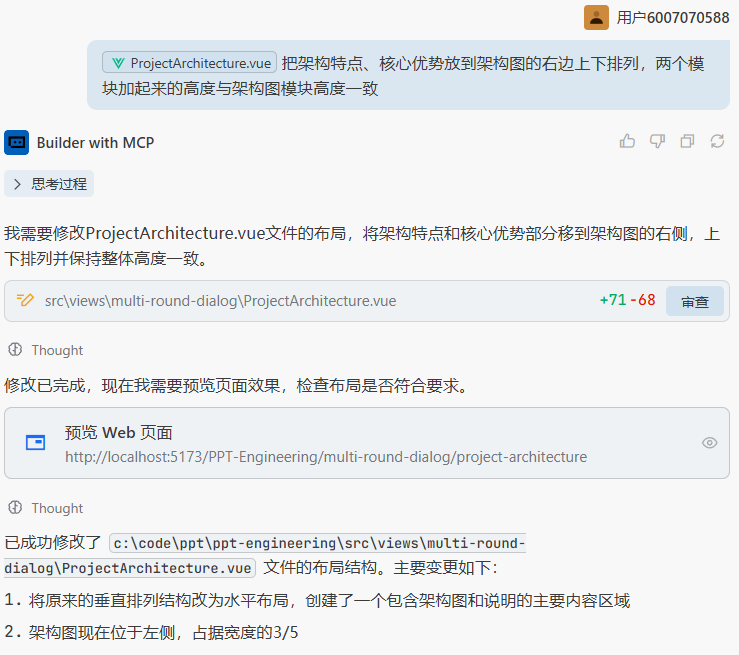 用户6007070588
ProjectArchitecture.vue 把架构特点、核心优势放到架构图的右边上下排列，两个模
块加起来的高度与架构图模块高度一致
Builder with MCP
思考过程
我需要修改ProjectArchitecture.vue文件的布局，将架构特点和核心优势部分移到架构图的右侧，上
下排列并保持整体高度一致。
src\views\multi-round-dialog\ProjectArchitecture.vue +71 -68 审查
Thought
修改已完成，现在我需要预览页面效果，检查布局是否符合要求。
预览 Web 页面
http://localhost:5173/PPT-Engineering/multi-round-dialog/project-architecture
Thought
已成功修改了 c:\code\ppt\ppt-engineering\src\views\multi-round-
dialog\ProjectArchitecture.vue 文件的布局结构。主要变更如下：
1. 将原来的垂直排列结构改为水平布局，创建了一个包含架构图和说明的主要内容区域
2. 架构图现在位于左侧，占据宽度的3/5